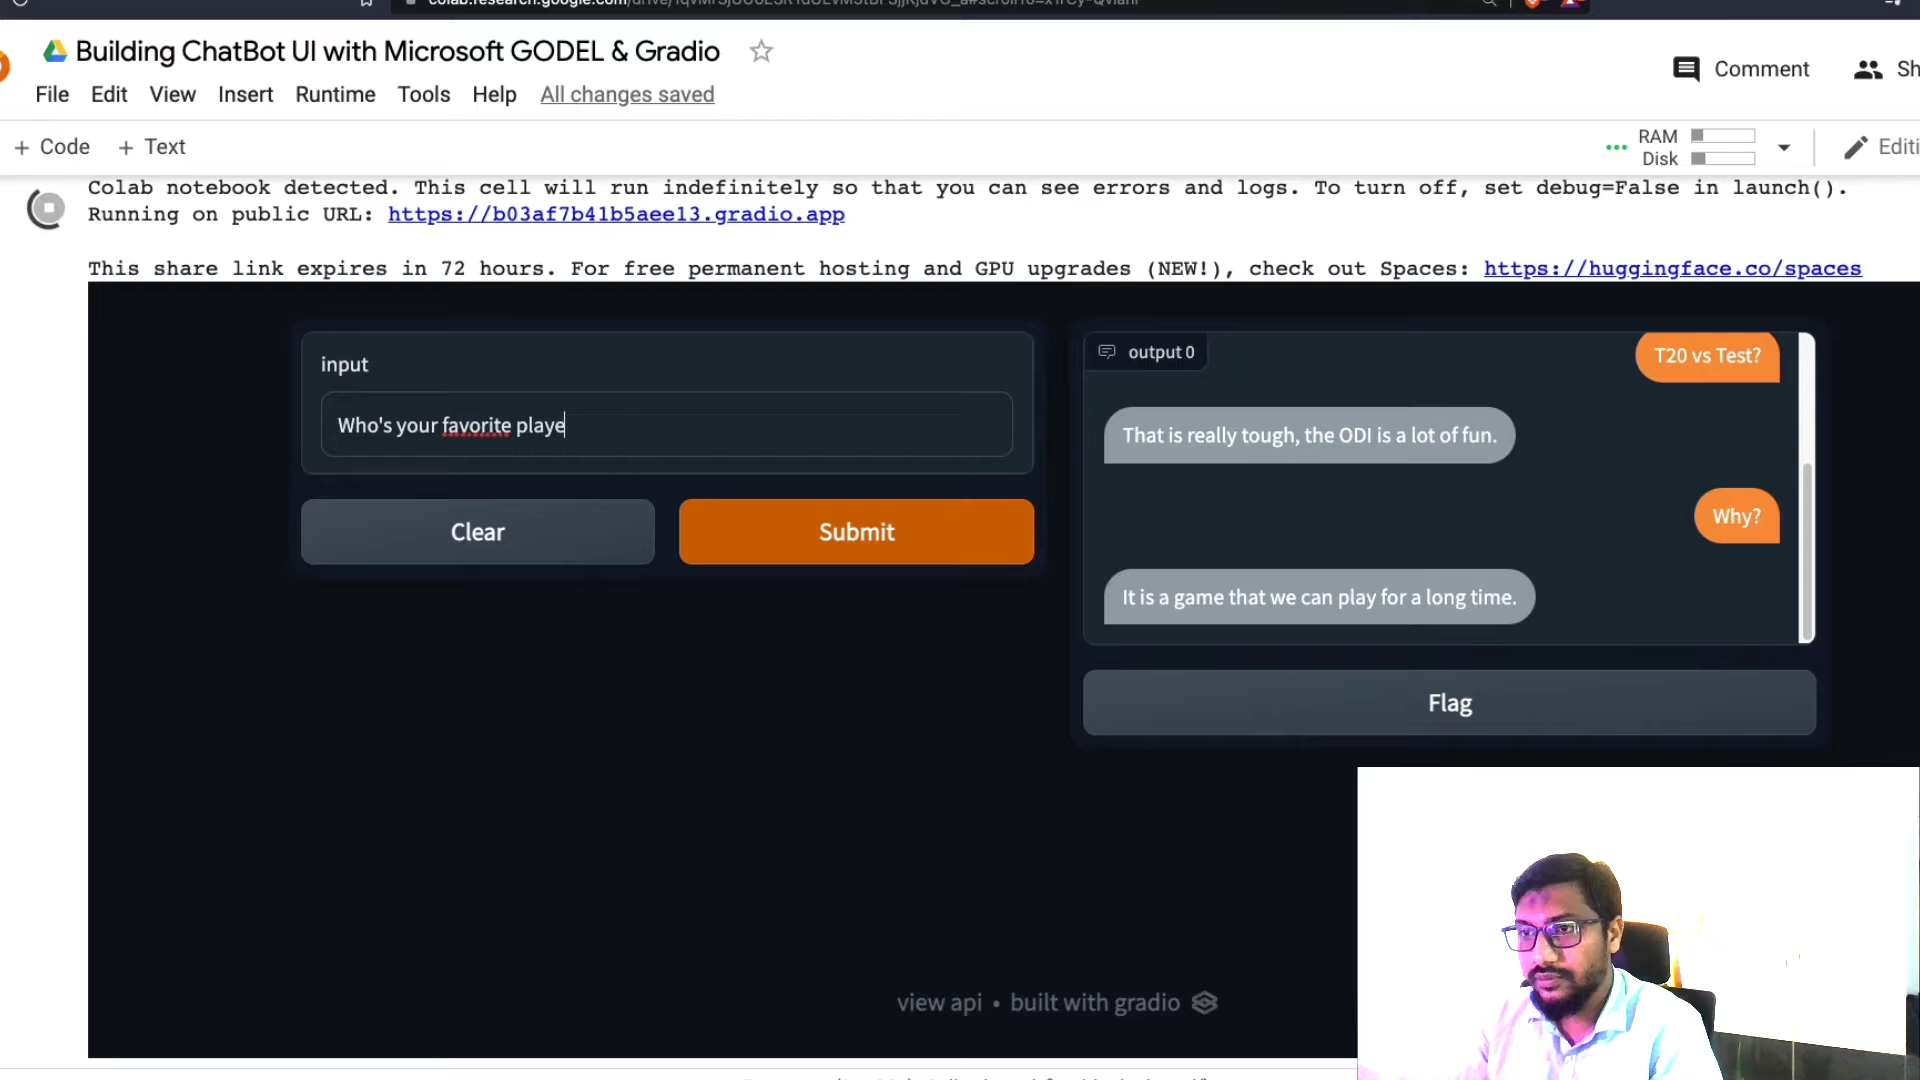 Building ChatBot UI with Microsoft GODEL & Gradio
Comment
File Edit View Insert Runtime Tools Help All changes saved
+ Code + Text
RAM
Disk
Colab notebook detected. This cell will run indefinitely so that you can see errors and logs. To turn off, set debug=False in launch().
Running on public URL: https://b03af7b41b5aee13.gradio.app
This share link expires in 72 hours. For free permanent hosting and GPU upgrades (NEW!), check out Spaces: https://huggingface.co/spaces
input
Who's your favorite playe
Clear
Submit
output 0
T20 vs Test?
That is really tough, the ODI is a lot of fun.
Why?
It is a game that we can play for a long time.
Flag
view api • built with gradio